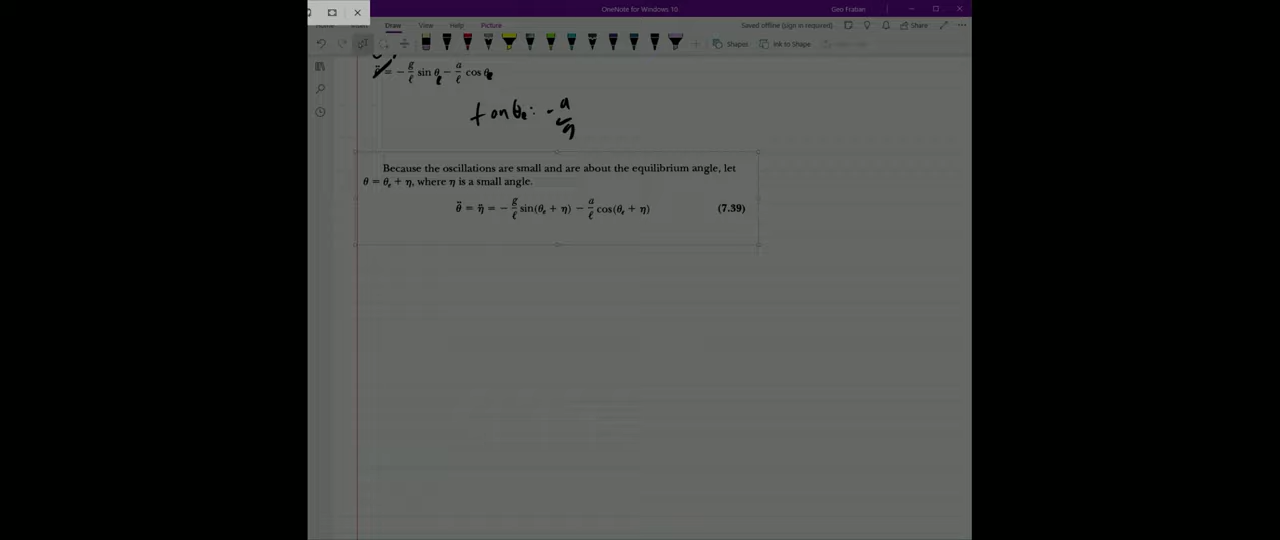 OneNote for Windows 10
Geo Fraban
Draw View Help Picture Saved offline (sign in required) Share
Shapes Ink to Shape
= − g/ℓ sin θe − a/ℓ cos θe
tan θe: - a/g
Because the oscillations are small and are about the equilibrium angle, let
θ = θe + η, where η is a small angle.
θ̈ = η̈ = − g/ℓ sin(θe + η) − a/ℓ cos(θe + η) (7.39)